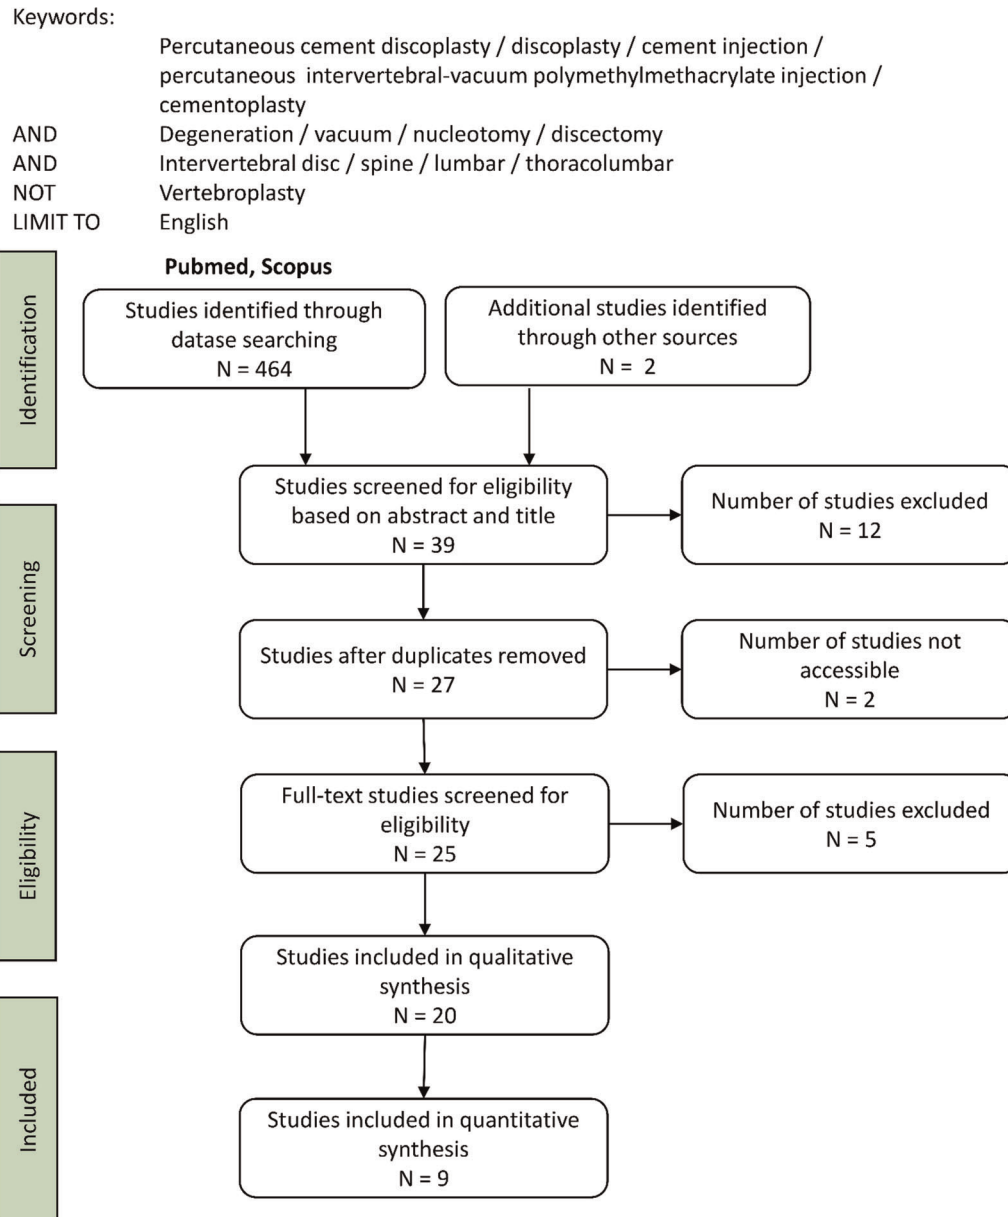 Keywords:
Percutaneous cement discoplasty / discoplasty / cement injection /
percutaneous intervertebral-vacuum polymethylmethacrylate injection /
cementoplasty
AND Degeneration / vacuum / nucleotomy / discectomy
AND Intervertebral disc / spine / lumbar / thoracolumbar
NOT Vertebroplasty
LIMIT TO English
Identification
Pubmed, Scopus
Studies identified through
datase searching
N = 464
Additional studies identified
through other sources
N = 2
Screening
Studies screened for eligibility
based on abstract and title
N = 39
Number of studies excluded
N = 12
Studies after duplicates removed
N = 27
Number of studies not
accessible
N = 2
Eligibility
Full-text studies screened for
eligibility
N = 25
Number of studies excluded
N = 5
Studies included in qualitative
synthesis
N = 20
Included
Studies included in quantitative
synthesis
N = 9